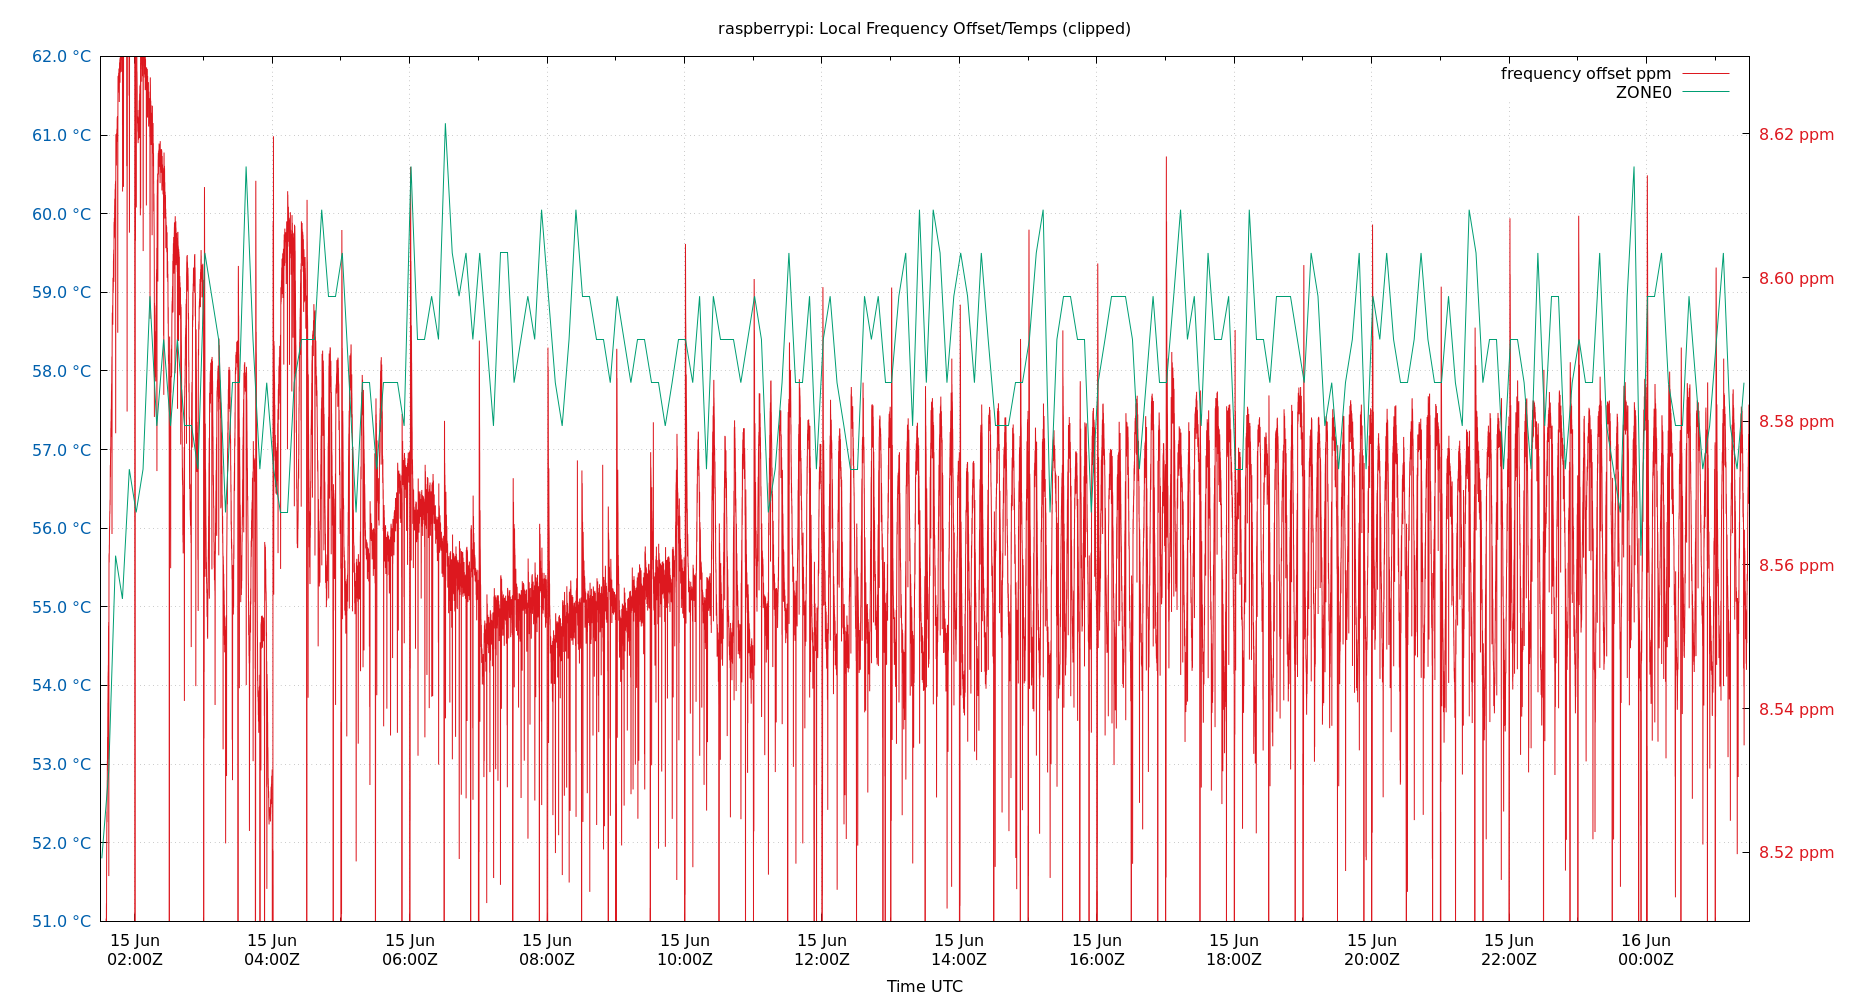 raspberrypi: Local Frequency Offset/Temps (clipped)
frequency offset ppm
ZONE0
62.0 °C
61.0 °C
60.0 °C
59.0 °C
58.0 °C
57.0 °C
56.0 °C
55.0 °C
54.0 °C
53.0 °C
52.0 °C
51.0 °C
8.62 ppm
8.60 ppm
8.58 ppm
8.56 ppm
8.54 ppm
8.52 ppm
15 Jun 15 Jun 15 Jun 15 Jun 15 Jun 15 Jun 15 Jun 15 Jun 15 Jun 15 Jun 15 Jun 16 Jun
02:00Z 04:00Z 06:00Z 08:00Z 10:00Z 12:00Z 14:00Z 16:00Z 18:00Z 20:00Z 22:00Z 00:00Z
Time UTC